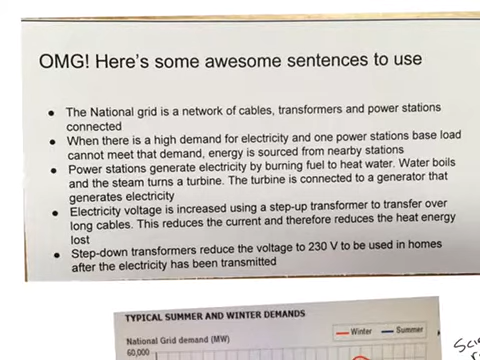 OMG! Here's some awesome sentences to use
● The National grid is a network of cables, transformers and power stations
connected
● When there is a high demand for electricity and one power stations base load
cannot meet that demand, energy is sourced from nearby stations
● Power stations generate electricity by burning fuel to heat water. Water boils
and the steam turns a turbine. The turbine is connected to a generator that
generates electricity
● Electricity voltage is increased using a step-up transformer to transfer over
long cables. This reduces the current and therefore reduces the heat energy
lost
● Step-down transformers reduce the voltage to 230 V to be used in homes
after the electricity has been transmitted
TYPICAL SUMMER AND WINTER DEMANDS
National Grid demand (MW)
Winter Summer
60,000